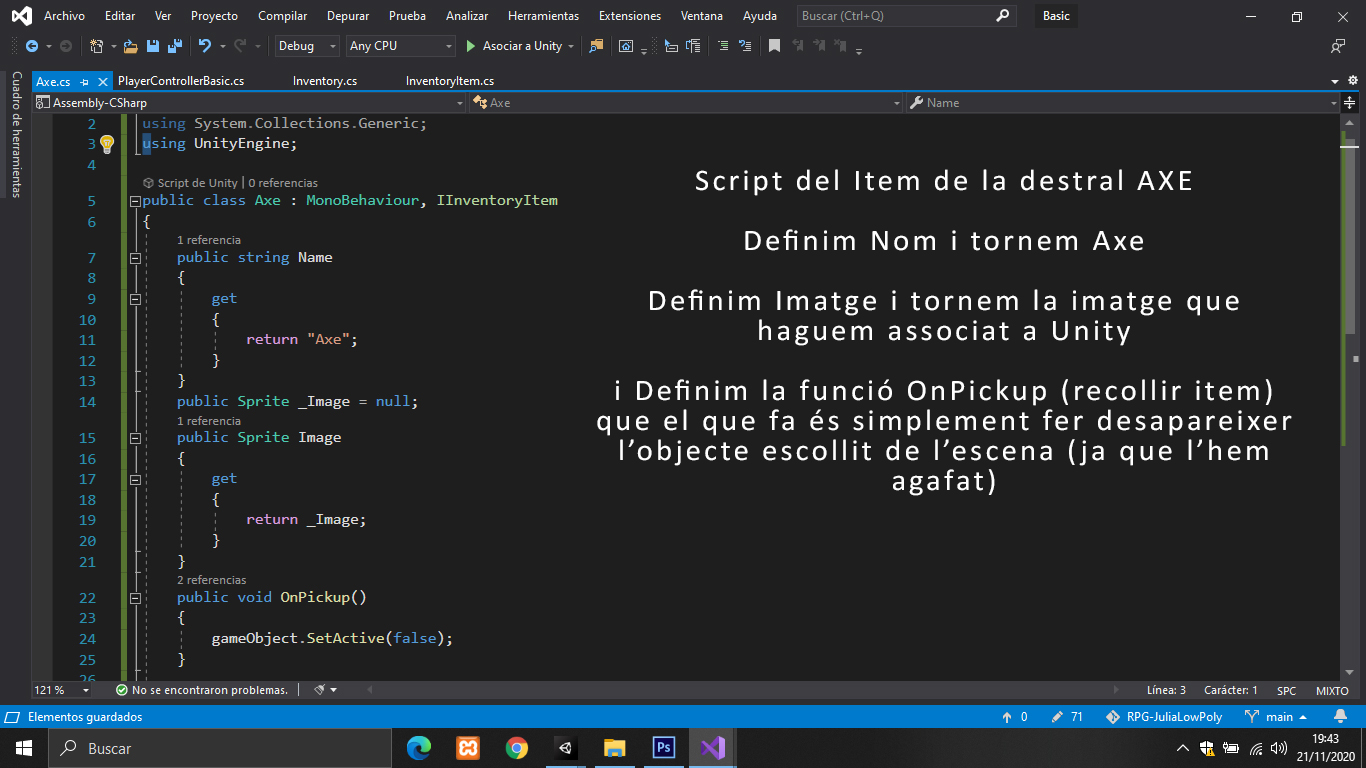 Archivo Editar Ver Proyecto Compilar Depurar Prueba Analizar Herramientas Extensiones Ventana Ayuda Buscar (Ctrl+Q) Basic
Debug Any CPU Asociar a Unity
Cuadro de herramientas
Axe.cs PlayerControllerBasic.cs Inventory.cs InventoryItem.cs
Assembly-CSharp Axe Name
2 using System.Collections.Generic;
3 using UnityEngine;
4
Script de Unity | 0 referencias
5 public class Axe : MonoBehaviour, IInventoryItem
6 {
1 referencia
7 public string Name
8 {
9 get
10 {
11 return "Axe";
12 }
13 }
14 public Sprite _Image = null;
1 referencia
15 public Sprite Image
16 {
17 get
18 {
19 return _Image;
20 }
21 }
2 referencias
22 public void OnPickup()
23 {
24 gameObject.SetActive(false);
25 }
26
Script del Item de la destral AXE
Definim Nom i tornem Axe
Definim Imatge i tornem la imatge que
haguem associat a Unity
i Definim la funció OnPickup (recollir item)
que el que fa és simplement fer desapareixer
l’objecte escollit de l’escena (ja que l’hem
agafat)
121 % No se encontraron problemas. Línea: 3 Carácter: 1 SPC MIXTO
Elementos guardados 0 71 RPG-JuliaLowPoly main
Buscar Ps 19:43
21/11/2020